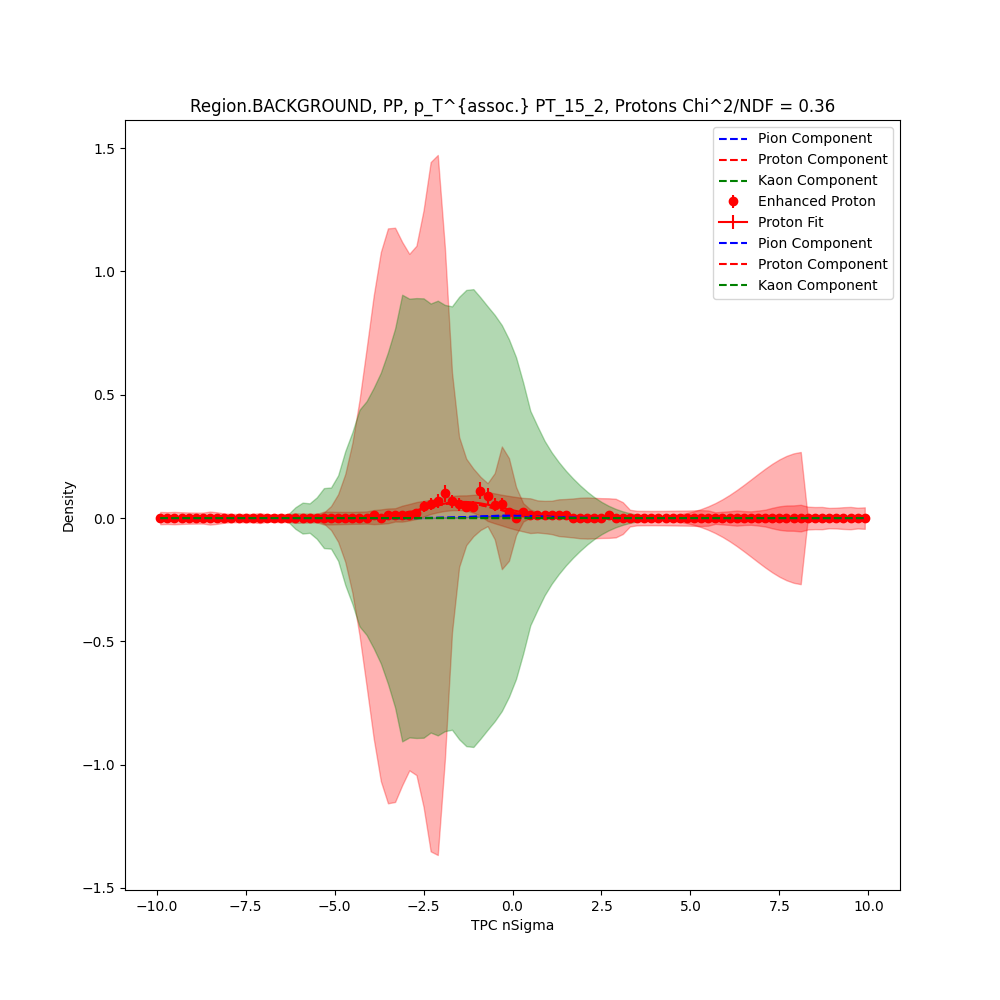 Region.BACKGROUND, PP, p_T^{assoc.} PT_15_2, Protons Chi^2/NDF = 0.36
Pion Component
Proton Component
Kaon Component
Enhanced Proton
Proton Fit
Pion Component
Proton Component
Kaon Component
1.5
1.0
0.5
0.0
−0.5
−1.0
−1.5
Density
−10.0 −7.5 −5.0 −2.5 0.0 2.5 5.0 7.5 10.0
TPC nSigma